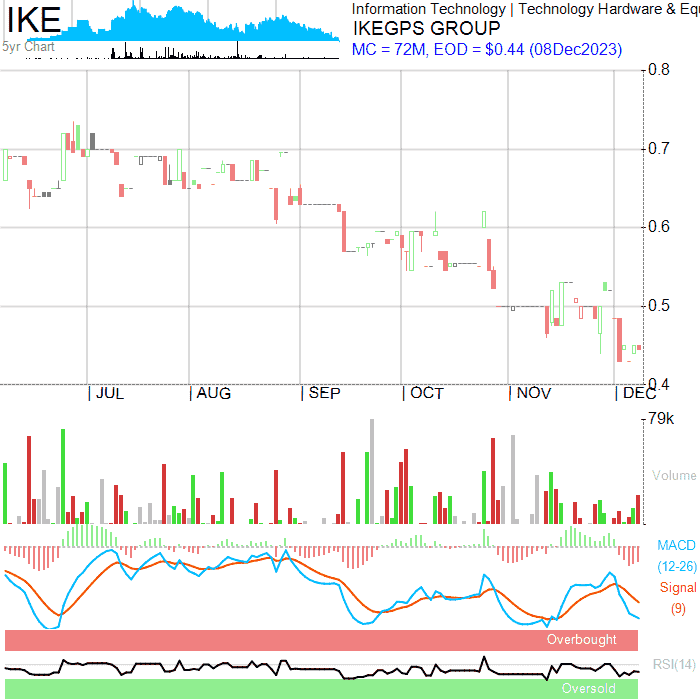 IKE
5yr Chart
Information Technology | Technology Hardware & Equ
IKEGPS GROUP
MC = 72M, EOD = $0.44 (08Dec2023)
0.8
0.7
0.6
0.5
0.4
JUL
AUG
SEP
OCT
NOV
DEC
79k
Volume
MACD
(12-26)
Signal
(9)
Overbought
RSI(14)
Oversold